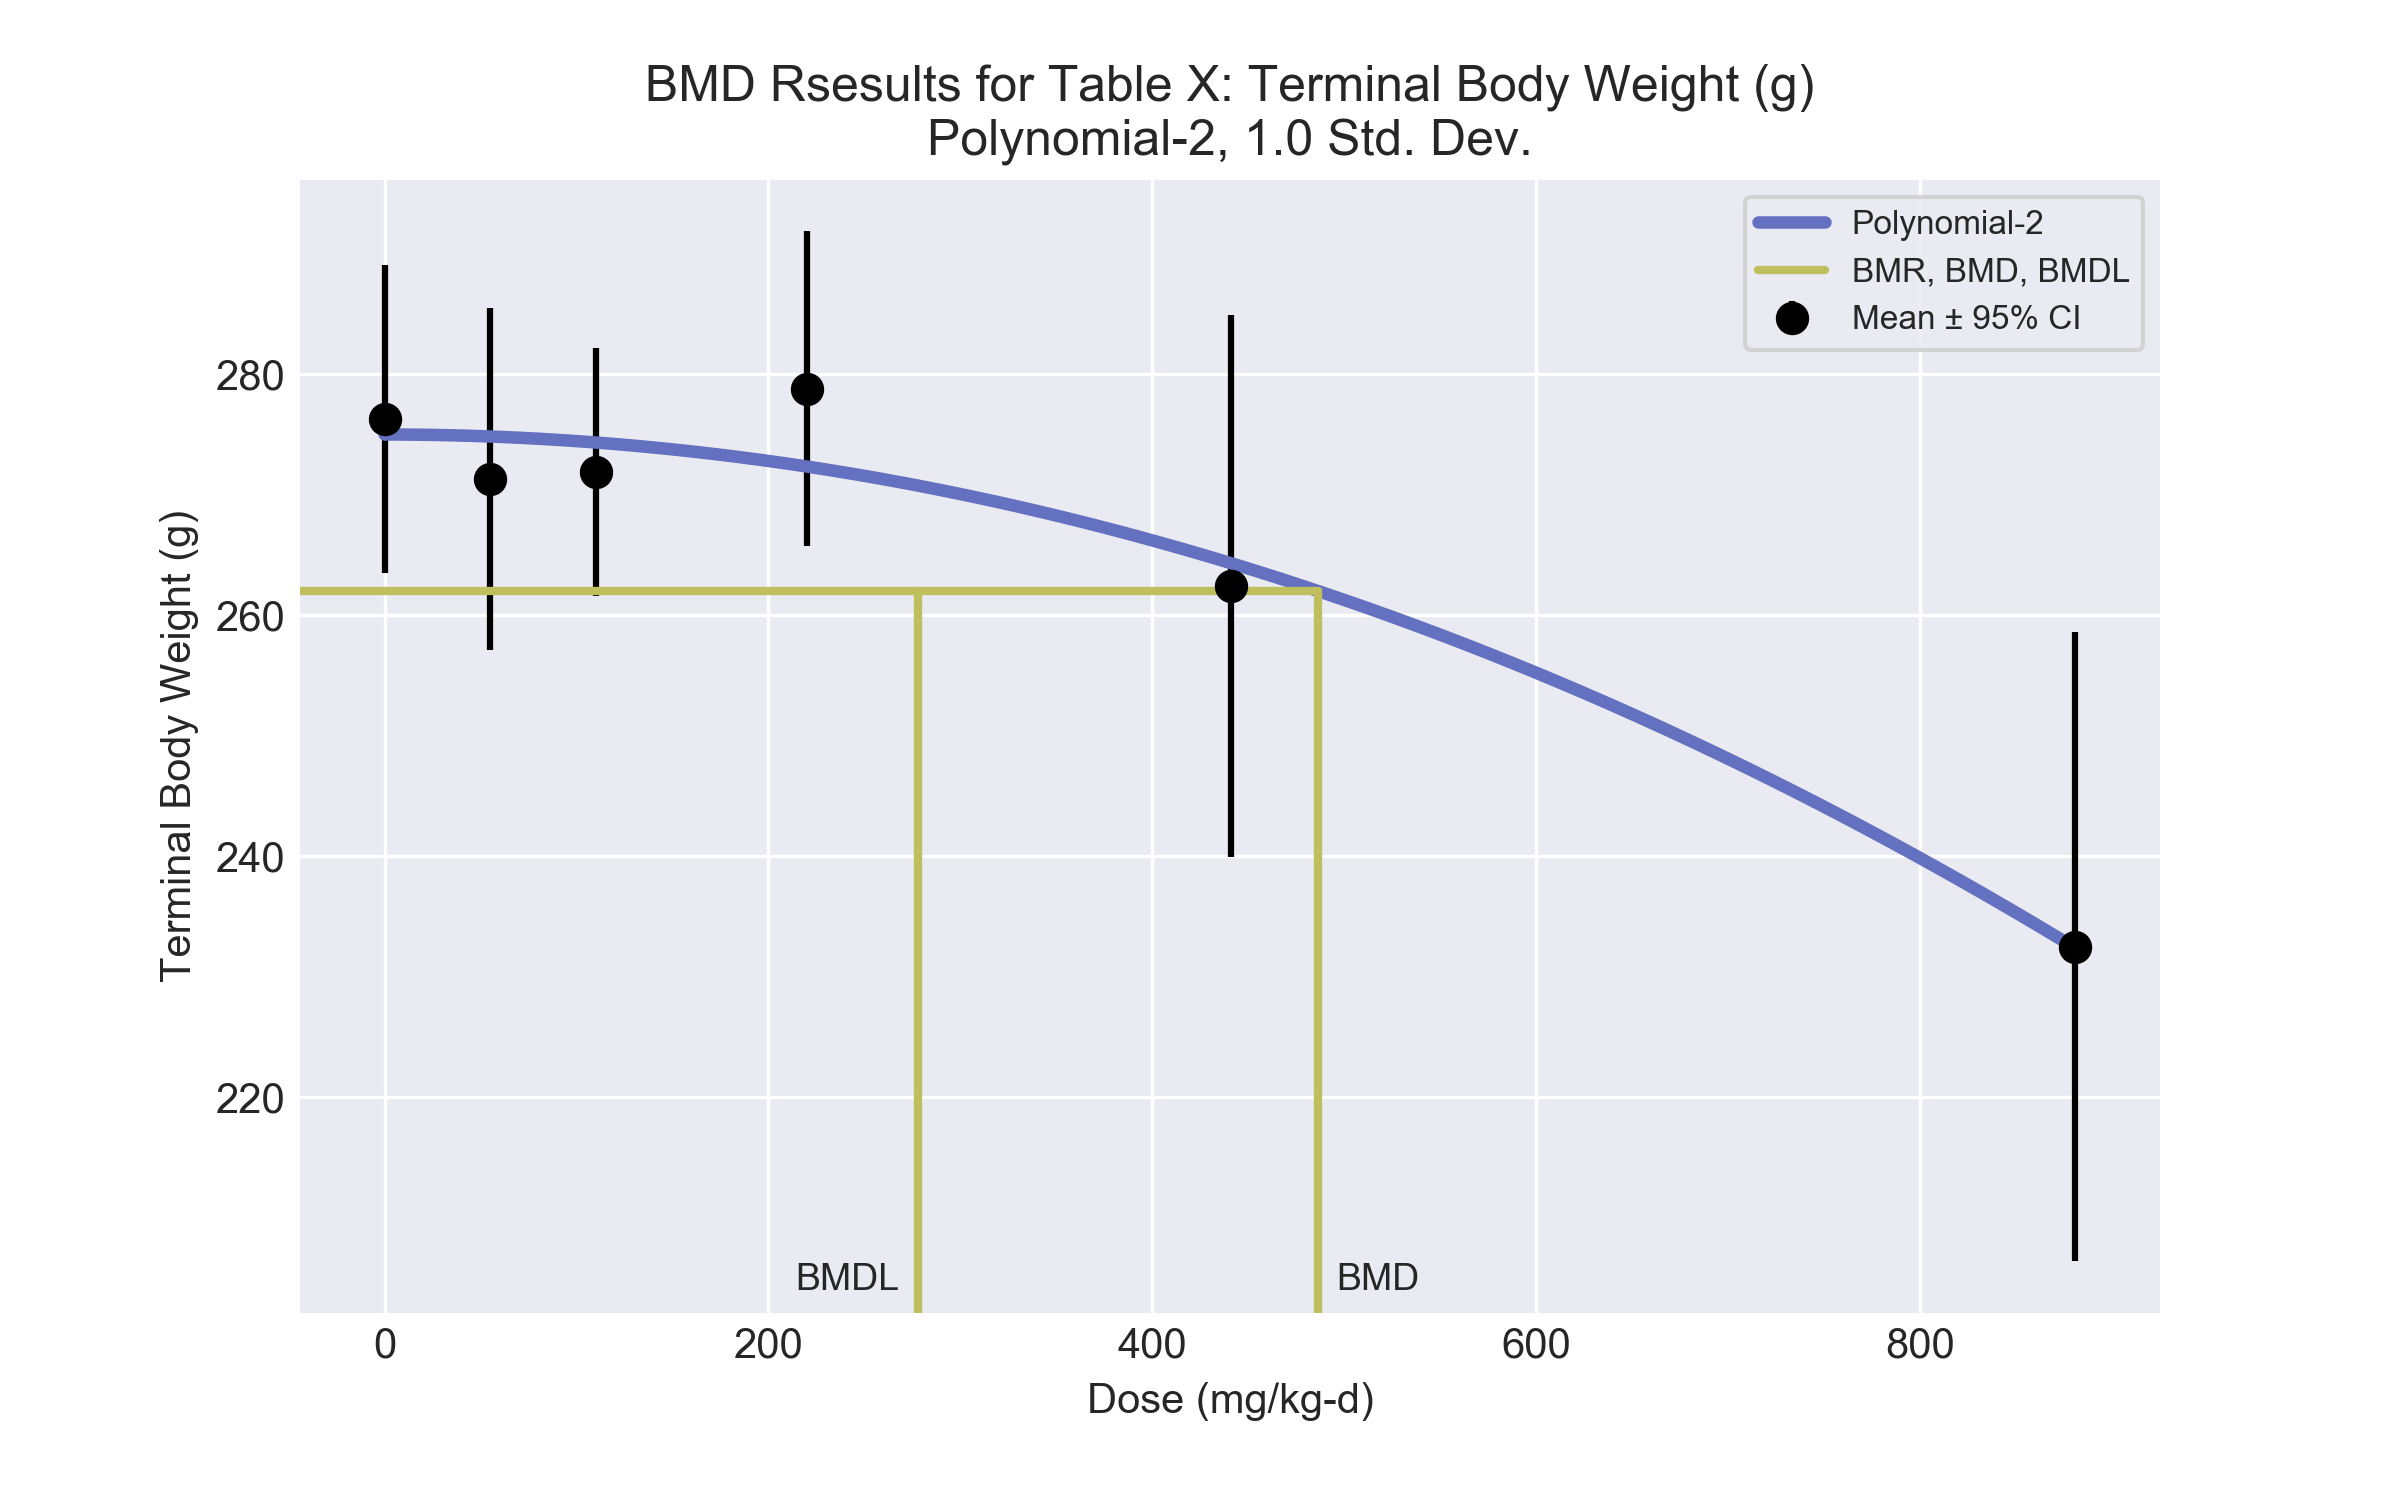 BMD Rsesults for Table X: Terminal Body Weight (g)
Polynomial-2, 1.0 Std. Dev.
Polynomial-2
BMR, BMD, BMDL
Mean ± 95% CI
Terminal Body Weight (g)
280
260
240
220
BMDL
BMD
0
200
400
600
800
Dose (mg/kg-d)